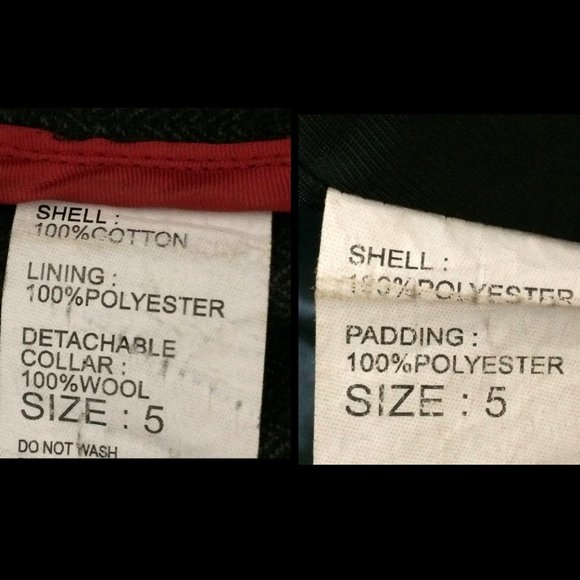 SHELL :
100%COTTON
LINING :
100%POLYESTER
DETACHABLE
COLLAR :
100%WOOL
SIZE : 5
DO NOT WASH
SHELL :
100%POLYESTER
PADDING :
100%POLYESTER
SIZE : 5